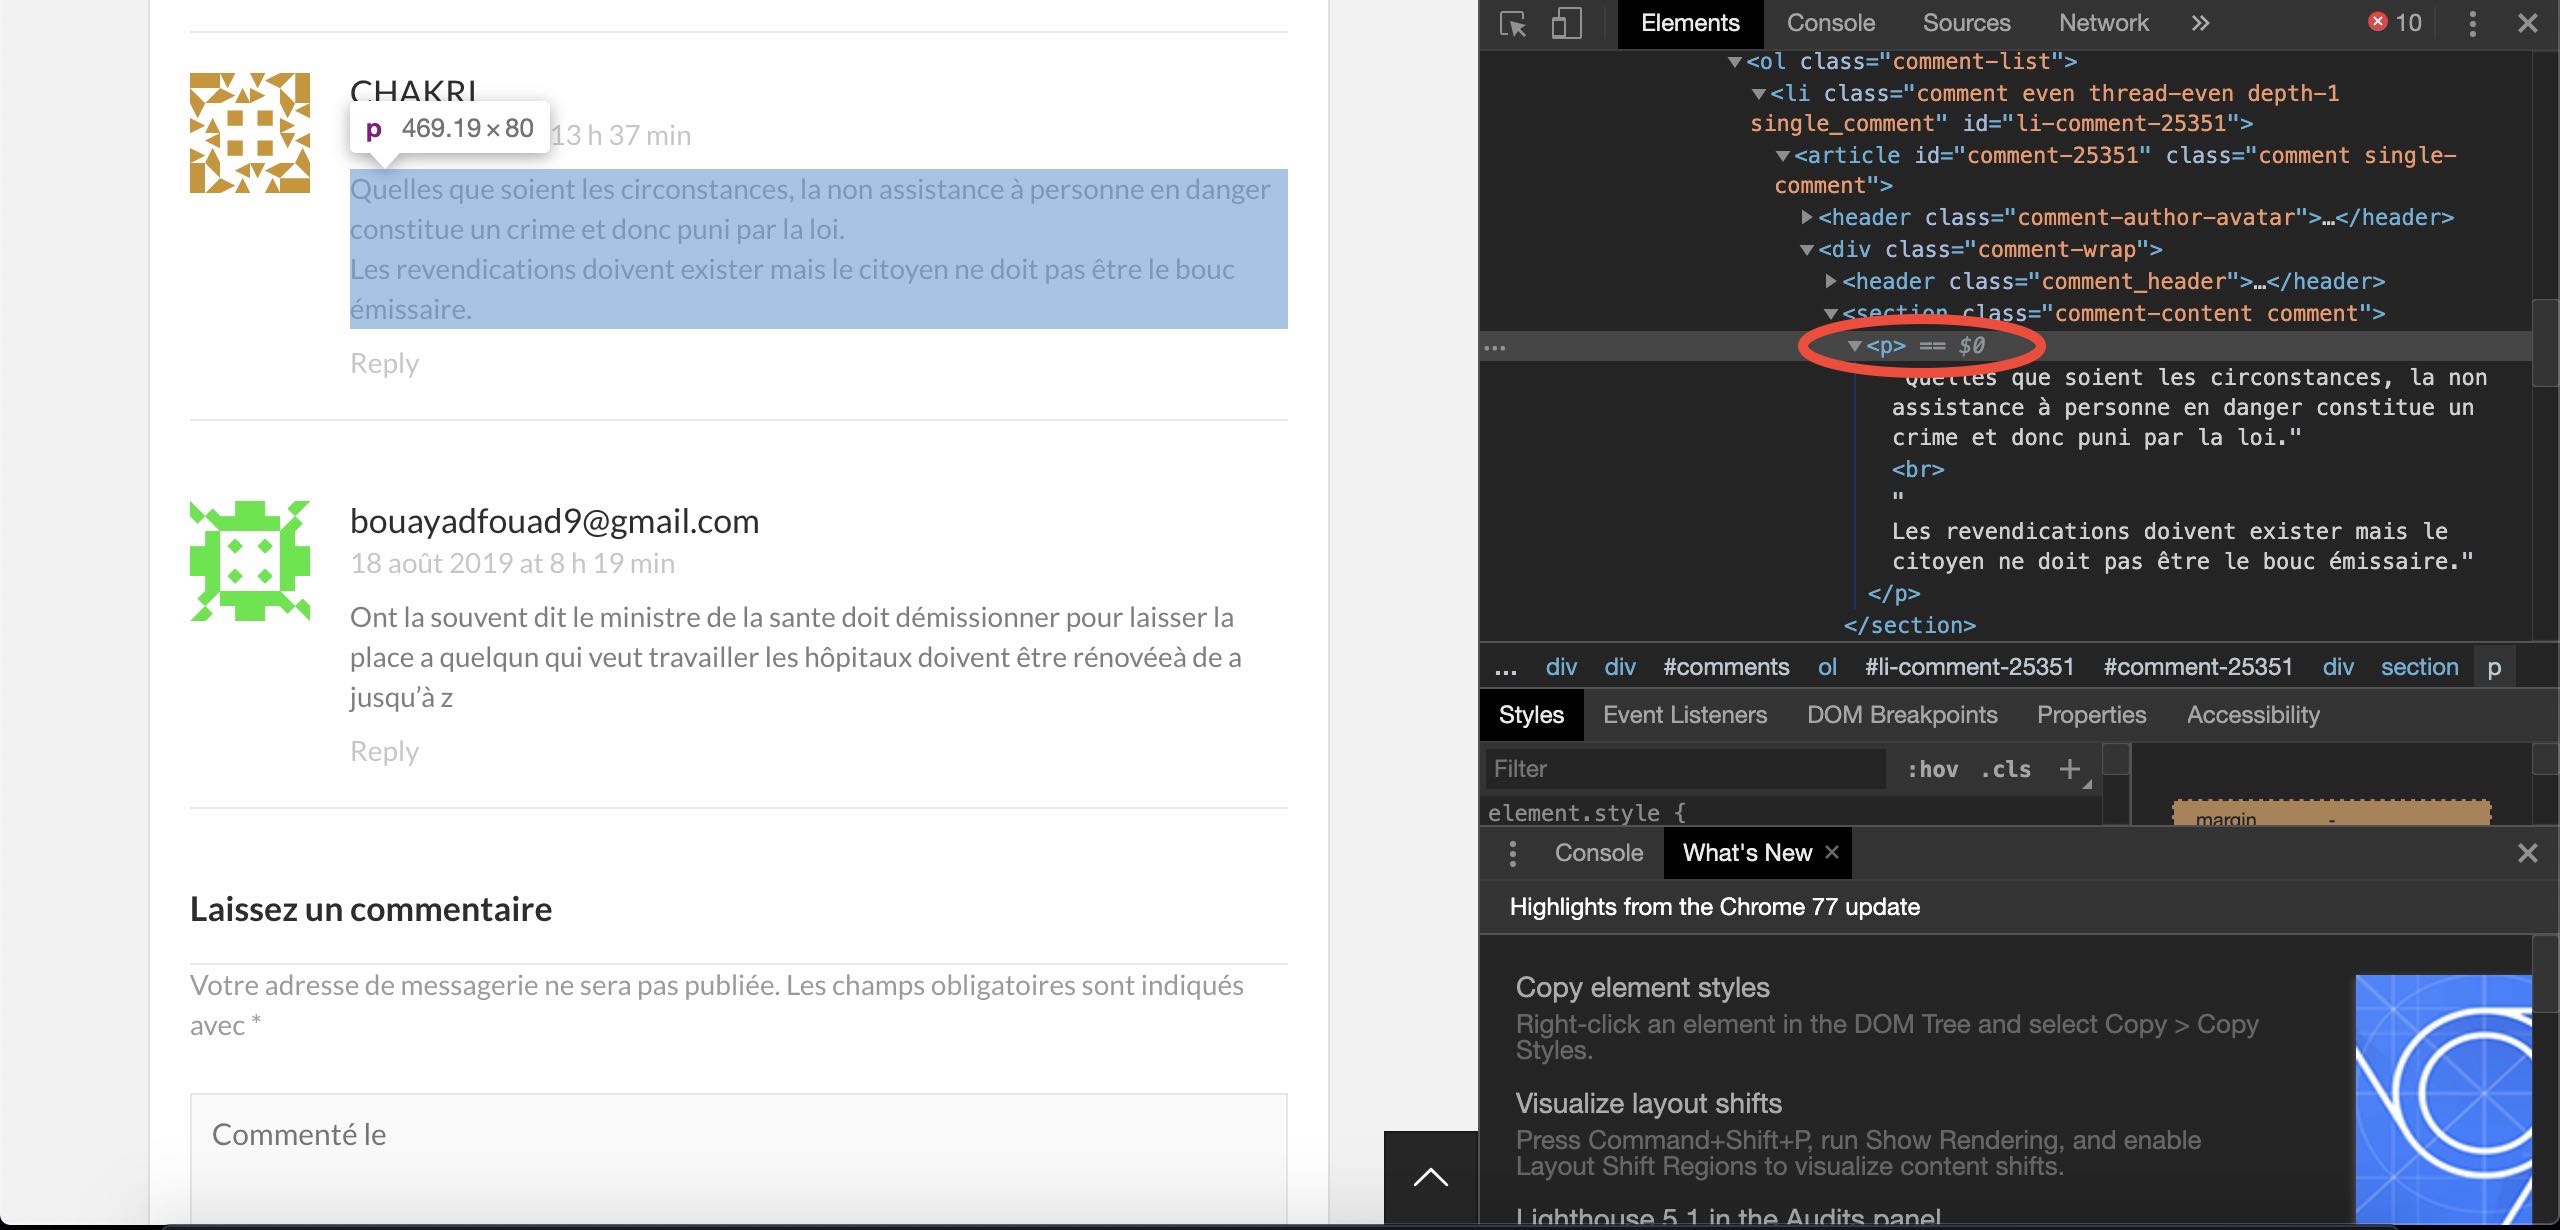 CHAKRI
p 469.19 × 80
13 h 37 min
Quelles que soient les circonstances, la non assistance à personne en danger
constitue un crime et donc puni par la loi.
Les revendications doivent exister mais le citoyen ne doit pas être le bouc
émissaire.
Reply
bouayadfouad9@gmail.com
18 août 2019 at 8 h 19 min
Ont la souvent dit le ministre de la sante doit démissionner pour laisser la
place a quelqun qui veut travailler les hôpitaux doivent être rénovéeà de a
jusqu’à z
Reply
Laissez un commentaire
Votre adresse de messagerie ne sera pas publiée. Les champs obligatoires sont indiqués
avec *
Commenté le
Elements Console Sources Network » 10
<ol class="comment-list">
<li class="comment even thread-even depth-1
single_comment" id="li-comment-25351">
<article id="comment-25351" class="comment single-
comment">
<header class="comment-author-avatar">…</header>
<div class="comment-wrap">
<header class="comment_header">…</header>
<section class="comment-content comment">
... <p> == $0
"Quelles que soient les circonstances, la non
assistance à personne en danger constitue un
crime et donc puni par la loi."
<br>
"
Les revendications doivent exister mais le
citoyen ne doit pas être le bouc émissaire."
</p>
</section>
... div div #comments ol #li-comment-25351 #comment-25351 div section p
Styles Event Listeners DOM Breakpoints Properties Accessibility
Filter :hov .cls +
element.style {
margin -
Console What's New ×
Highlights from the Chrome 77 update
Copy element styles
Right-click an element in the DOM Tree and select Copy > Copy
Styles.
Visualize layout shifts
Press Command+Shift+P, run Show Rendering, and enable
Layout Shift Regions to visualize content shifts.
Lighthouse 5.1 in the Audits panel